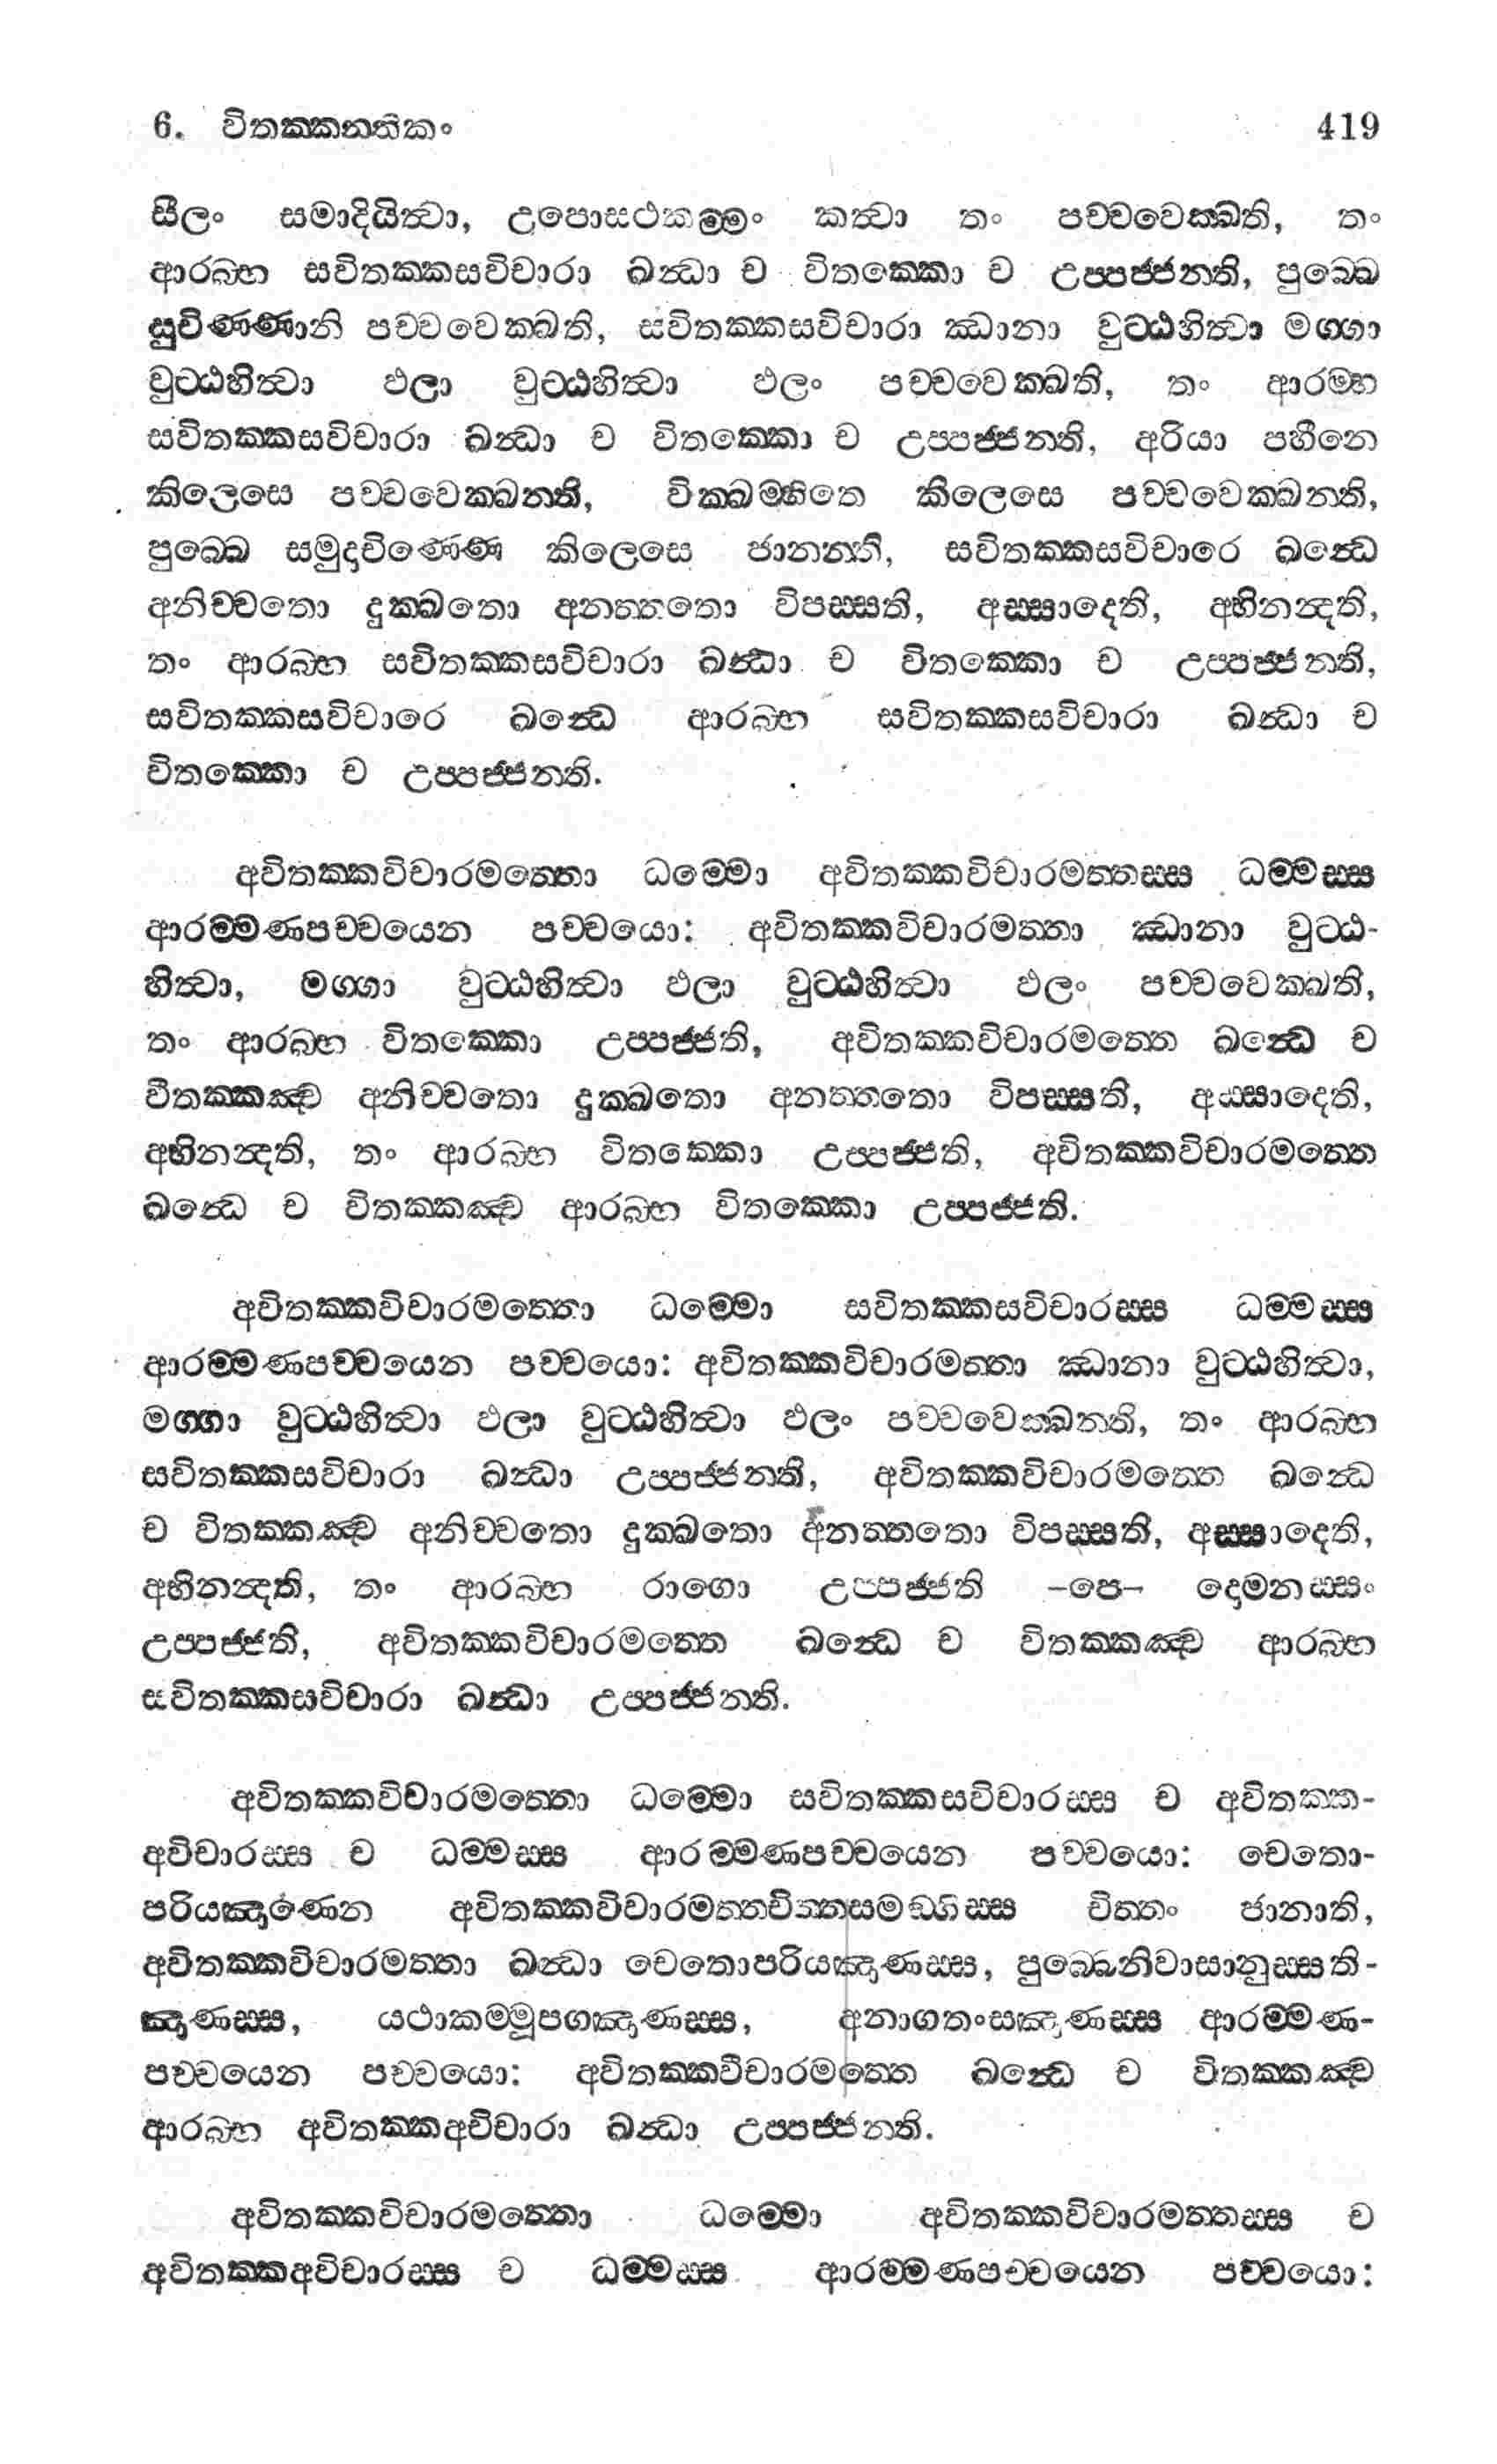 6. විතක්කත්තිකං 419
සීලං සමාදියිත්වා, උපොසථකම්මං කත්වා තං පච්චවෙක්ඛති, තං
ආරබ්භ සවිතක්කසවිචාරා ඛන්ධා ච විතක්කො ච උප්පජ්ජන්ති, පුබ්බෙ
සුචිණ්ණානි පච්චවෙක්ඛති, සවිතක්කසවිචාරා ඣානා වුට්ඨහිත්වා මග්ගා
වුට්ඨහිත්වා ඵලා වුට්ඨහිත්වා ඵලං පච්චවෙක්ඛති, තං ආරම්භ
සවිතක්කසවිචාරා ඛන්ධා ච විතක්කො ච උප්පජ්ජන්ති, අරියා පහීනෙ
කිලෙසෙ පච්චවෙක්ඛන්ති, වික්ඛම්භිතෙ කිලෙසෙ පච්චවෙක්ඛන්ති,
පුබ්බෙ සමුදාචිණ්ණෙ කිලෙසෙ ජානන්ති, සවිතක්කසවිචාරෙ ඛන්ධෙ
අනිච්චතො දුක්ඛතො අනත්තතො විපස්සති, අස්සාදෙති, අභිනන්දති,
තං ආරබ්භ සවිතක්කසවිචාරා ඛන්ධා ච විතක්කො ච උප්පජ්ජන්ති,
සවිතක්කසවිචාරෙ ඛන්ධෙ ආරබ්භ සවිතක්කසවිචාරා ඛන්ධා ච
විතක්කො ච උප්පජ්ජන්ති.
අවිතක්කවිචාරමත්තො ධම්මො අවිතක්කවිචාරමත්තස්ස ධම්මස්ස
ආරම්මණපච්චයෙන පච්චයො: අවිතක්කවිචාරමත්තා ඣානා වුට්ඨ-
හිත්වා, මග්ගා වුට්ඨහිත්වා ඵලා වුට්ඨහිත්වා ඵලං පච්චවෙක්ඛති,
තං ආරබ්භ විතක්කො උප්පජ්ජති, අවිතක්කවිචාරමත්තෙ ඛන්ධෙ ච
විතක්කඤ්ච අනිච්චතො දුක්ඛතො අනත්තතො විපස්සති, අස්සාදෙති,
අභිනන්දති, තං ආරබ්භ විතක්කො උප්පජ්ජති, අවිතක්කවිචාරමත්තෙ
ඛන්ධෙ ච විතක්කඤ්ච ආරබ්භ විතක්කො උප්පජ්ජති.
අවිතක්කවිචාරමත්තො ධම්මො සවිතක්කසවිචාරස්ස ධම්මස්ස
ආරම්මණපච්චයෙන පච්චයො: අවිතක්කවිචාරමත්තා ඣානා වුට්ඨහිත්වා,
මග්ගා වුට්ඨහිත්වා ඵලා වුට්ඨහිත්වා ඵලං පච්චවෙක්ඛන්ති, තං ආරබ්භ
සවිතක්කසවිචාරා ඛන්ධා උප්පජ්ජන්ති, අවිතක්කවිචාරමත්තෙ ඛන්ධෙ
ච විතක්කඤ්ච අනිච්චතො දුක්ඛතො අනත්තතො විපස්සති, අස්සාදෙති,
අභිනන්දති, තං ආරබ්භ රාගො උප්පජ්ජති –පෙ– දොමනස්සං
උප්පජ්ජති, අවිතක්කවිචාරමත්තෙ ඛන්ධෙ ච විතක්කඤ්ච ආරබ්භ
සවිතක්කසවිචාරා ඛන්ධා උප්පජ්ජන්ති.
අවිතක්කවිචාරමත්තො ධම්මො සවිතක්කසවිචාරස්ස ච අවිතක්ක-
අවිචාරස්ස ච ධම්මස්ස ආරම්මණපච්චයෙන පච්චයො: චෙතො-
පරියඤාණෙන අවිතක්කවිචාරමත්තචිත්තසමඞ්ගිස්ස චිත්තං ජානාති,
අවිතක්කවිචාරමත්තා ඛන්ධා චෙතොපරියඤාණස්ස, පුබ්බෙනිවාසානුස්සති-
ඤාණස්ස, යථාකම්මූපගඤාණස්ස, අනාගතංසඤාණස්ස ආරම්මණ-
පච්චයෙන පච්චයො: අවිතක්කවිචාරමත්තෙ ඛන්ධෙ ච විතක්කඤ්ච
ආරබ්භ අවිතක්කඅවිචාරා ඛන්ධා උප්පජ්ජන්ති.
අවිතක්කවිචාරමත්තො ධම්මො අවිතක්කවිචාරමත්තස්ස ච
අවිතක්කඅවිචාරස්ස ච ධම්මස්ස ආරම්මණපච්චයෙන පච්චයො: